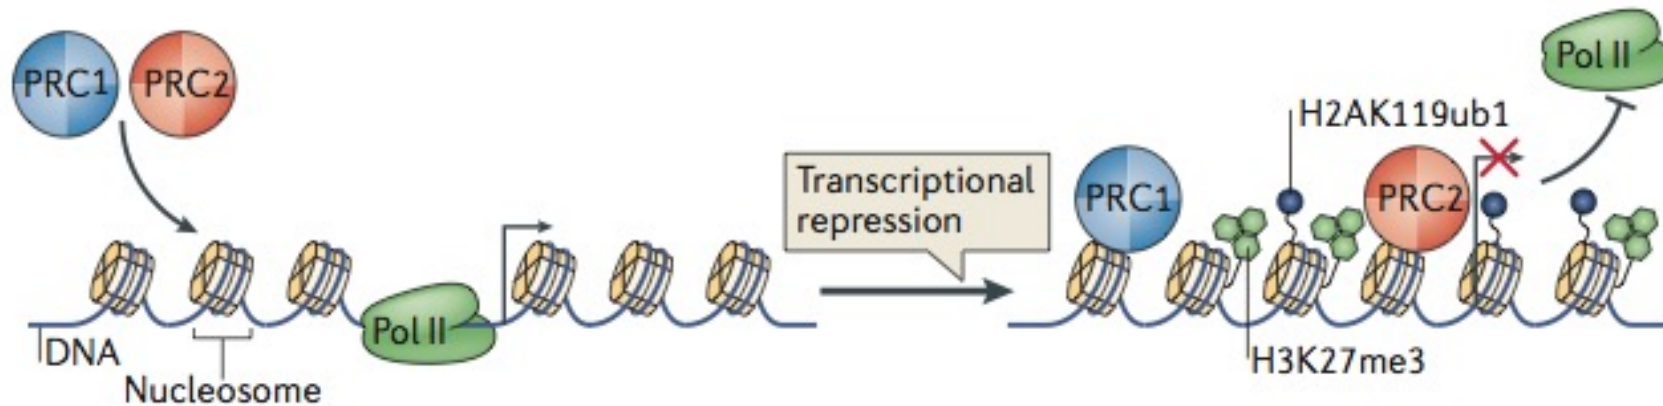 PRC1
PRC2
DNA
Nucleosome
Pol II
Transcriptional
repression
PRC1
H2AK119ub1
PRC2
Pol II
H3K27me3